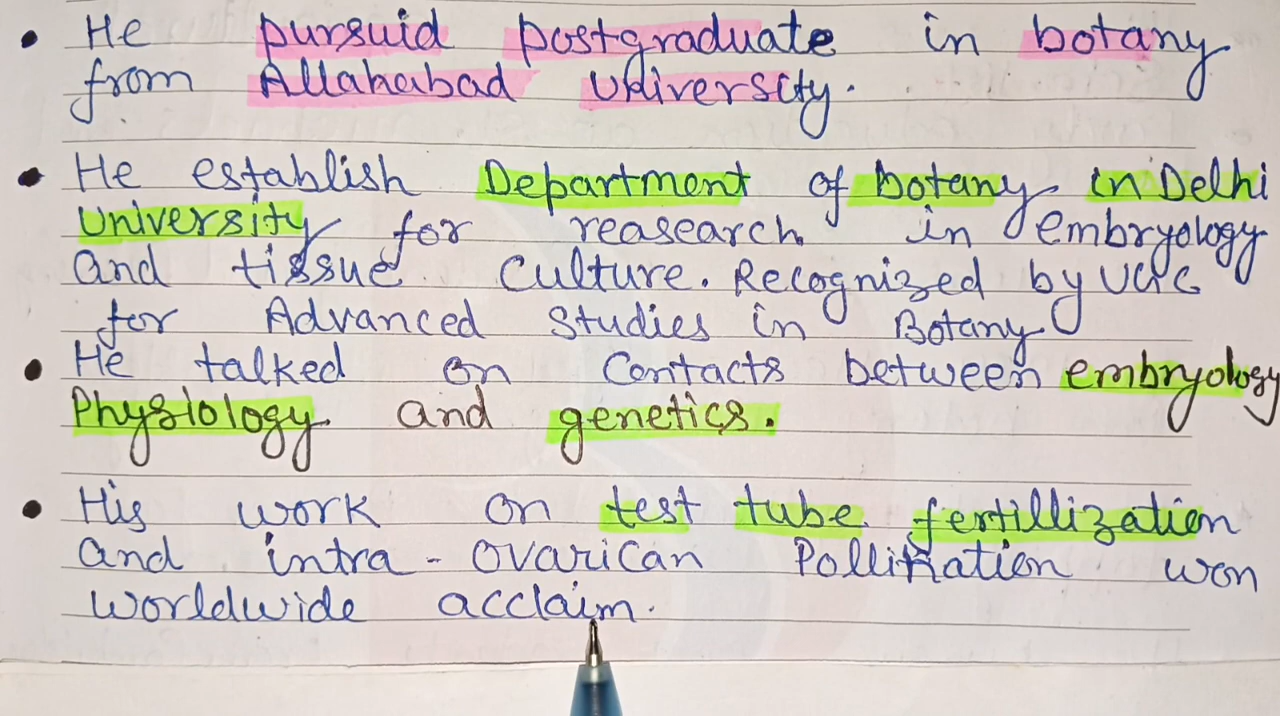 He pursuid postgraduate in botany
from Allahabad University.
He establish Department of botany in Delhi
University for reasearch in embryology
and tissue culture. Recognized by UGC
for Advanced Studies in Botany
He talked on Contacts between embryology
Physiology and genetics.
His work on test tube fertillization
and intra-ovarican Pollination won
worldwide acclaim.